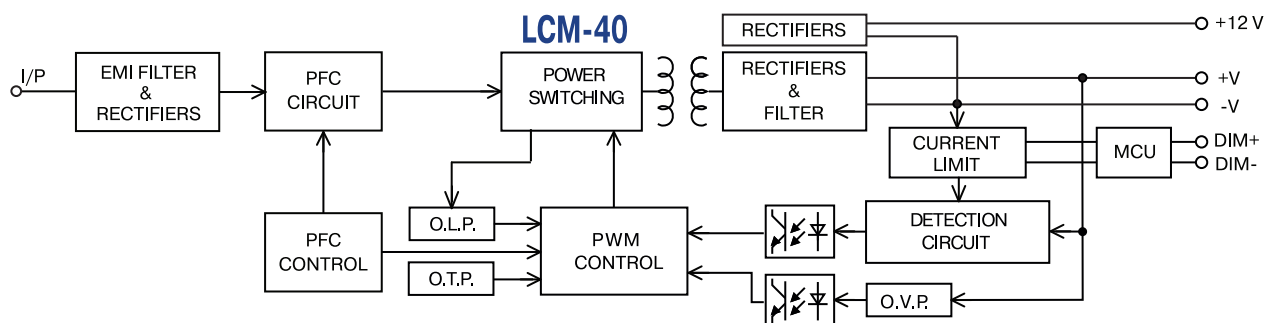 LCM-40
RECTIFIERS
+12 V
I/P
EMI FILTER
&
RECTIFIERS
PFC
CIRCUIT
POWER
SWITCHING
RECTIFIERS
&
FILTER
+V
-V
CURRENT
LIMIT
MCU
DIM+
DIM-
O.L.P.
PFC
CONTROL
O.T.P.
PWM
CONTROL
DETECTION
CIRCUIT
O.V.P.